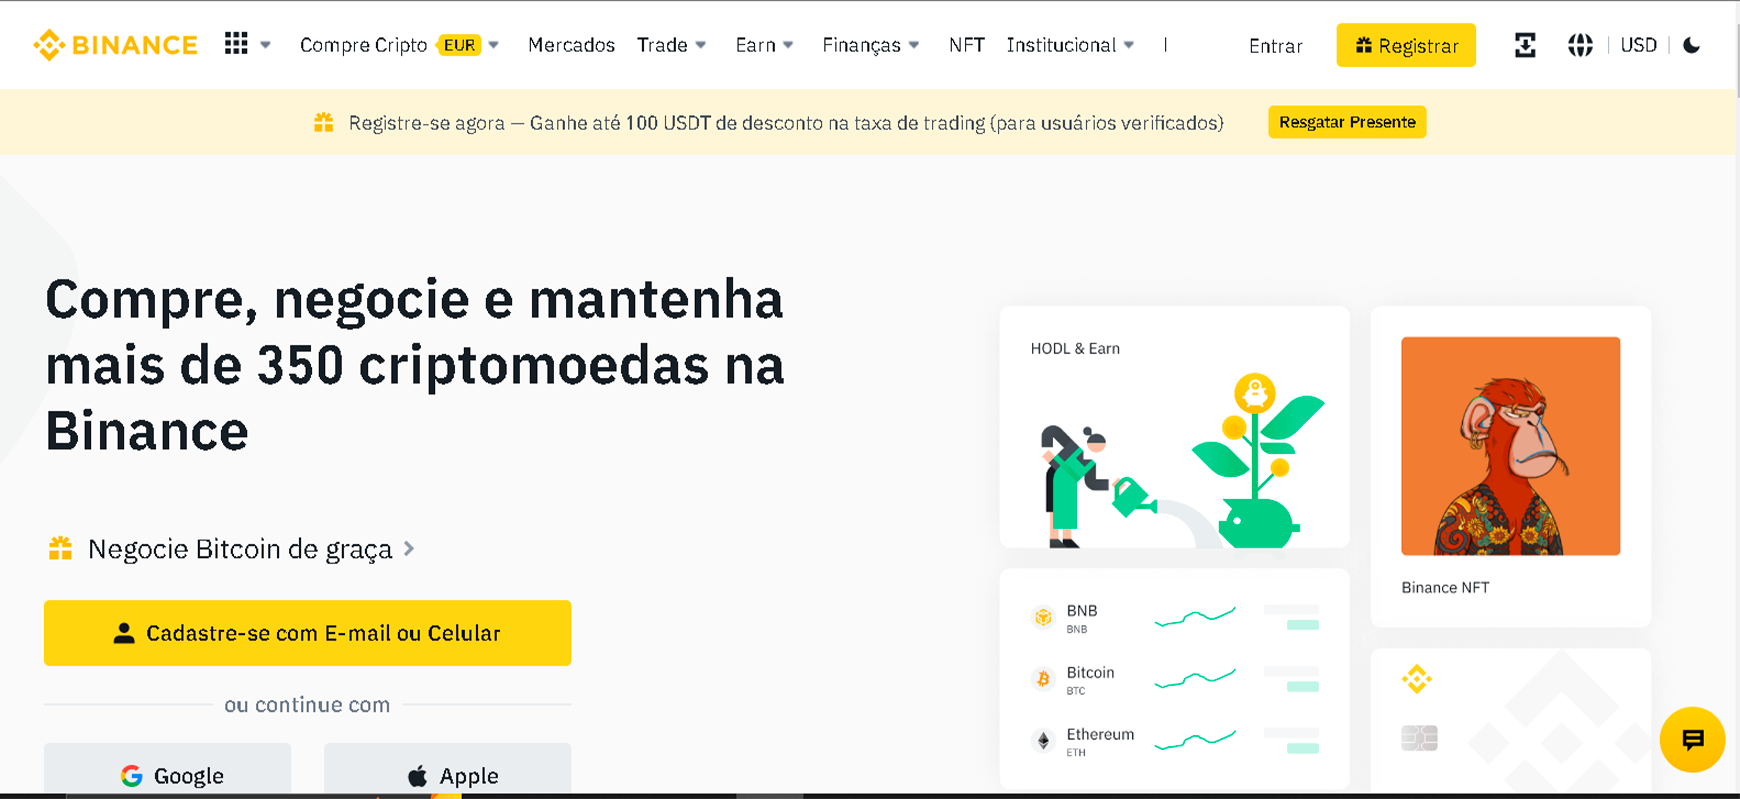 BINANCE
Compre Cripto EUR Mercados Trade Earn Finanças NFT Institucional
Entrar Registrar USD
Registre-se agora — Ganhe até 100 USDT de desconto na taxa de trading (para usuários verificados) Resgatar Presente
Compre, negocie e mantenha
mais de 350 criptomoedas na
Binance
Negocie Bitcoin de graça
Cadastre-se com E-mail ou Celular
ou continue com
Google
Apple
HODL & Earn
BNB
BNB
Bitcoin
BTC
Ethereum
ETH
Binance NFT